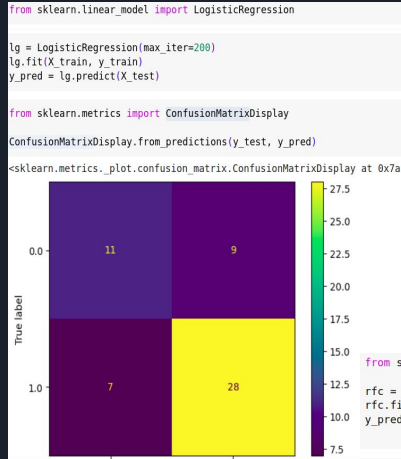 from sklearn.linear_model import LogisticRegression
lg = LogisticRegression(max_iter=200)
lg.fit(X_train, y_train)
y_pred = lg.predict(X_test)
from sklearn.metrics import ConfusionMatrixDisplay
ConfusionMatrixDisplay.from_predictions(y_test, y_pred)
<sklearn.metrics._plot.confusion_matrix.ConfusionMatrixDisplay at 0x7a
27.5
25.0
0.0
11
9
22.5
20.0
True label
17.5
15.0
from s
1.0
7
28
12.5
rfc =
rfc.fi
10.0
y_pred
7.5